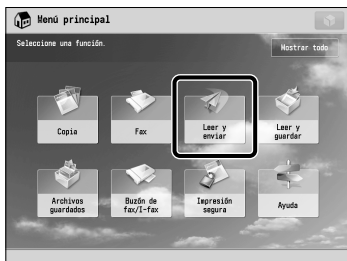 Menú principal
Seleccione una función.
Mostrar todo
Copia
Fax
Leer y
enviar
Leer y
guardar
Archivos
guardados
Buzón de
fax/I-fax
Impresión
segura
Ayuda